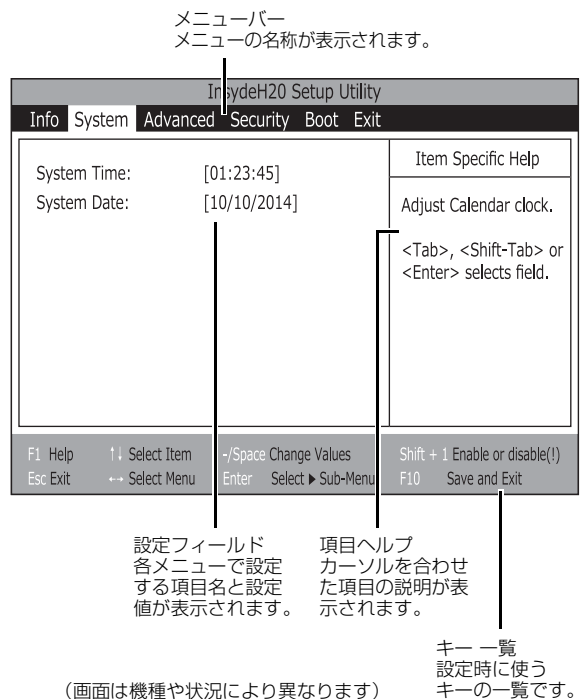 メニューバー
メニューの名称が表示されます。
InsydeH20 Setup Utility
Info System Advanced Security Boot Exit
System Time: [01:23:45]
System Date: [10/10/2014]
Item Specific Help
Adjust Calendar clock.
<Tab>, <Shift-Tab> or
<Enter> selects field.
F1 Help ↑↓ Select Item -/Space Change Values Shift + 1 Enable or disable(!)
Esc Exit ←→ Select Menu Enter Select ▶ Sub-Menu F10 Save and Exit
設定フィールド
各メニューで設定
する項目名と設定
値が表示されます。
項目ヘルプ
カーソルを合わせ
た項目の説明が表
示されます。
キー 一覧
設定時に使う
キーの一覧です。
（画面は機種や状況により異なります）